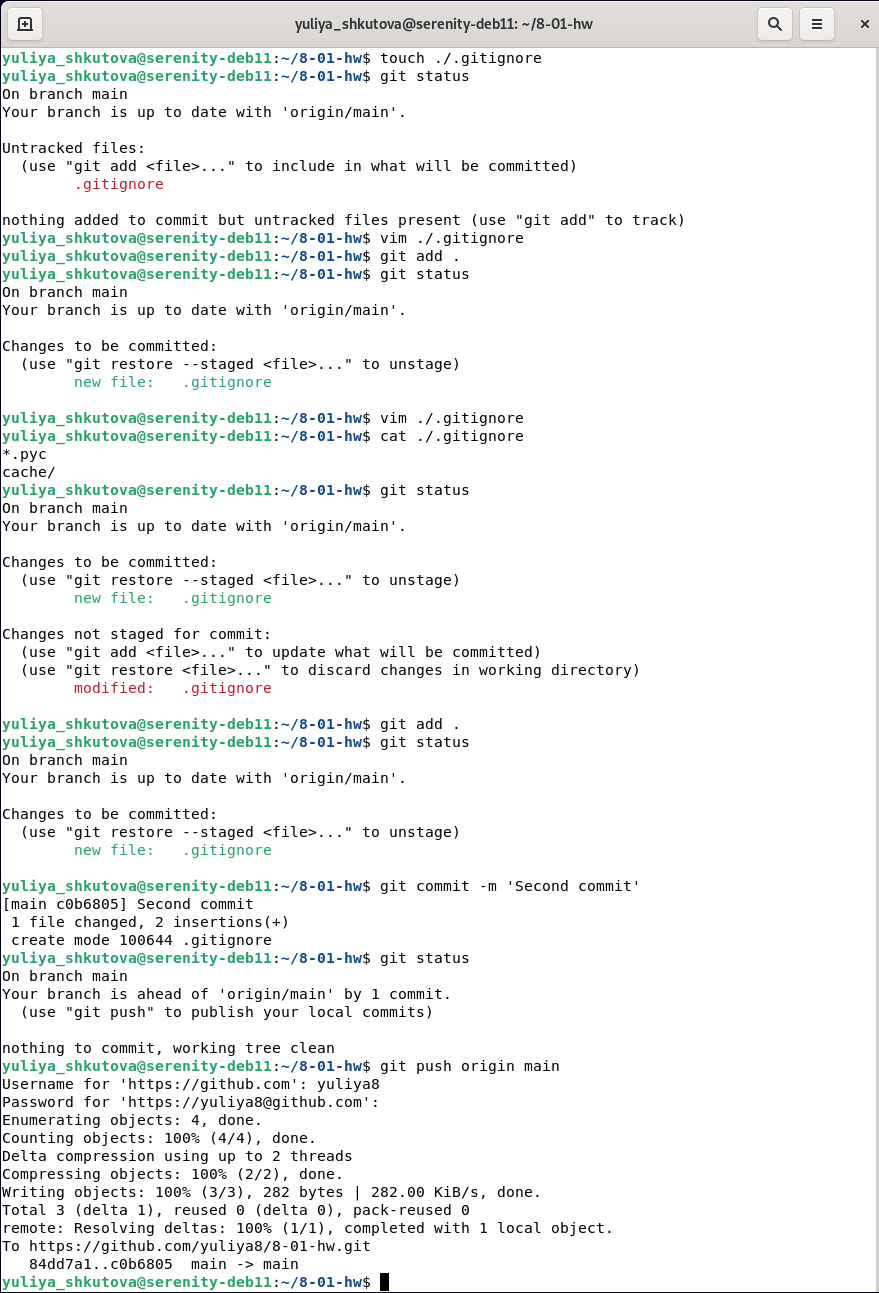 yuliya_shkutova@serenity-deb11: ~/8-01-hw
yuliya_shkutova@serenity-deb11:~/8-01-hw$ touch ./.gitignore
yuliya_shkutova@serenity-deb11:~/8-01-hw$ git status
On branch main
Your branch is up to date with 'origin/main'.

Untracked files:
  (use "git add <file>..." to include in what will be committed)
        .gitignore

nothing added to commit but untracked files present (use "git add" to track)
yuliya_shkutova@serenity-deb11:~/8-01-hw$ vim ./.gitignore
yuliya_shkutova@serenity-deb11:~/8-01-hw$ git add .
yuliya_shkutova@serenity-deb11:~/8-01-hw$ git status
On branch main
Your branch is up to date with 'origin/main'.

Changes to be committed:
  (use "git restore --staged <file>..." to unstage)
        new file:   .gitignore

yuliya_shkutova@serenity-deb11:~/8-01-hw$ vim ./.gitignore
yuliya_shkutova@serenity-deb11:~/8-01-hw$ cat ./.gitignore
*.pyc
cache/
yuliya_shkutova@serenity-deb11:~/8-01-hw$ git status
On branch main
Your branch is up to date with 'origin/main'.

Changes to be committed:
  (use "git restore --staged <file>..." to unstage)
        new file:   .gitignore

Changes not staged for commit:
  (use "git add <file>..." to update what will be committed)
  (use "git restore <file>..." to discard changes in working directory)
        modified:   .gitignore

yuliya_shkutova@serenity-deb11:~/8-01-hw$ git add .
yuliya_shkutova@serenity-deb11:~/8-01-hw$ git status
On branch main
Your branch is up to date with 'origin/main'.

Changes to be committed:
  (use "git restore --staged <file>..." to unstage)
        new file:   .gitignore

yuliya_shkutova@serenity-deb11:~/8-01-hw$ git commit -m 'Second commit'
[main c0b6805] Second commit
 1 file changed, 2 insertions(+)
 create mode 100644 .gitignore
yuliya_shkutova@serenity-deb11:~/8-01-hw$ git status
On branch main
Your branch is ahead of 'origin/main' by 1 commit.
  (use "git push" to publish your local commits)

nothing to commit, working tree clean
yuliya_shkutova@serenity-deb11:~/8-01-hw$ git push origin main
Username for 'https://github.com': yuliya8
Password for 'https://yuliya8@github.com':
Enumerating objects: 4, done.
Counting objects: 100% (4/4), done.
Delta compression using up to 2 threads
Compressing objects: 100% (2/2), done.
Writing objects: 100% (3/3), 282 bytes | 282.00 KiB/s, done.
Total 3 (delta 1), reused 0 (delta 0), pack-reused 0
remote: Resolving deltas: 100% (1/1), completed with 1 local object.
To https://github.com/yuliya8/8-01-hw.git
   84dd7a1..c0b6805  main -> main
yuliya_shkutova@serenity-deb11:~/8-01-hw$